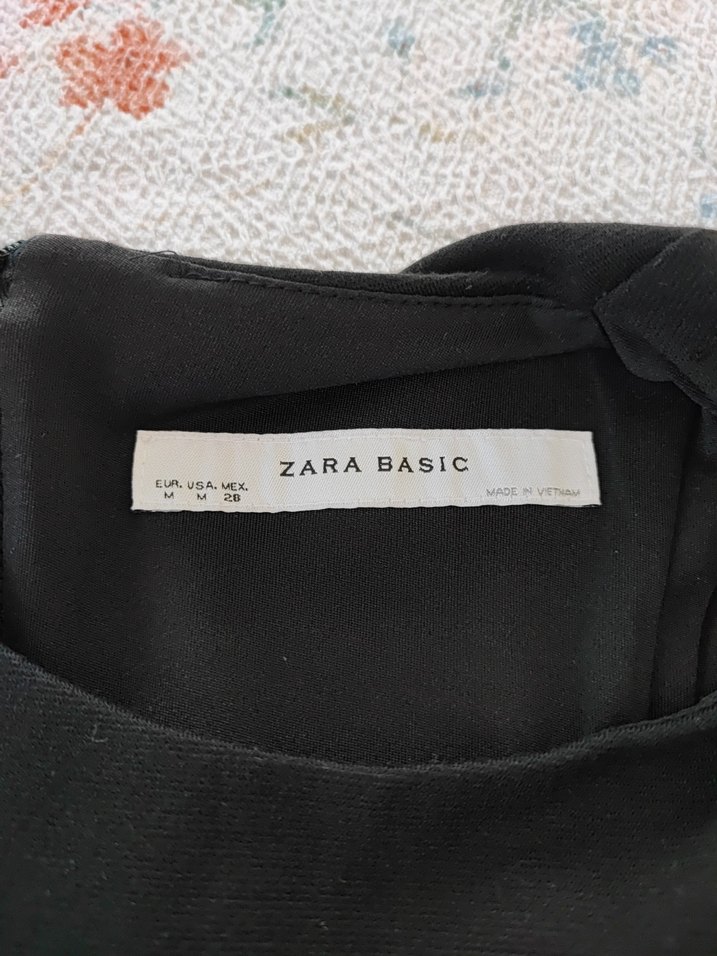 ZARA BASIC
EUR. USA. MEX.
M M 28
MADE IN VIETNAM